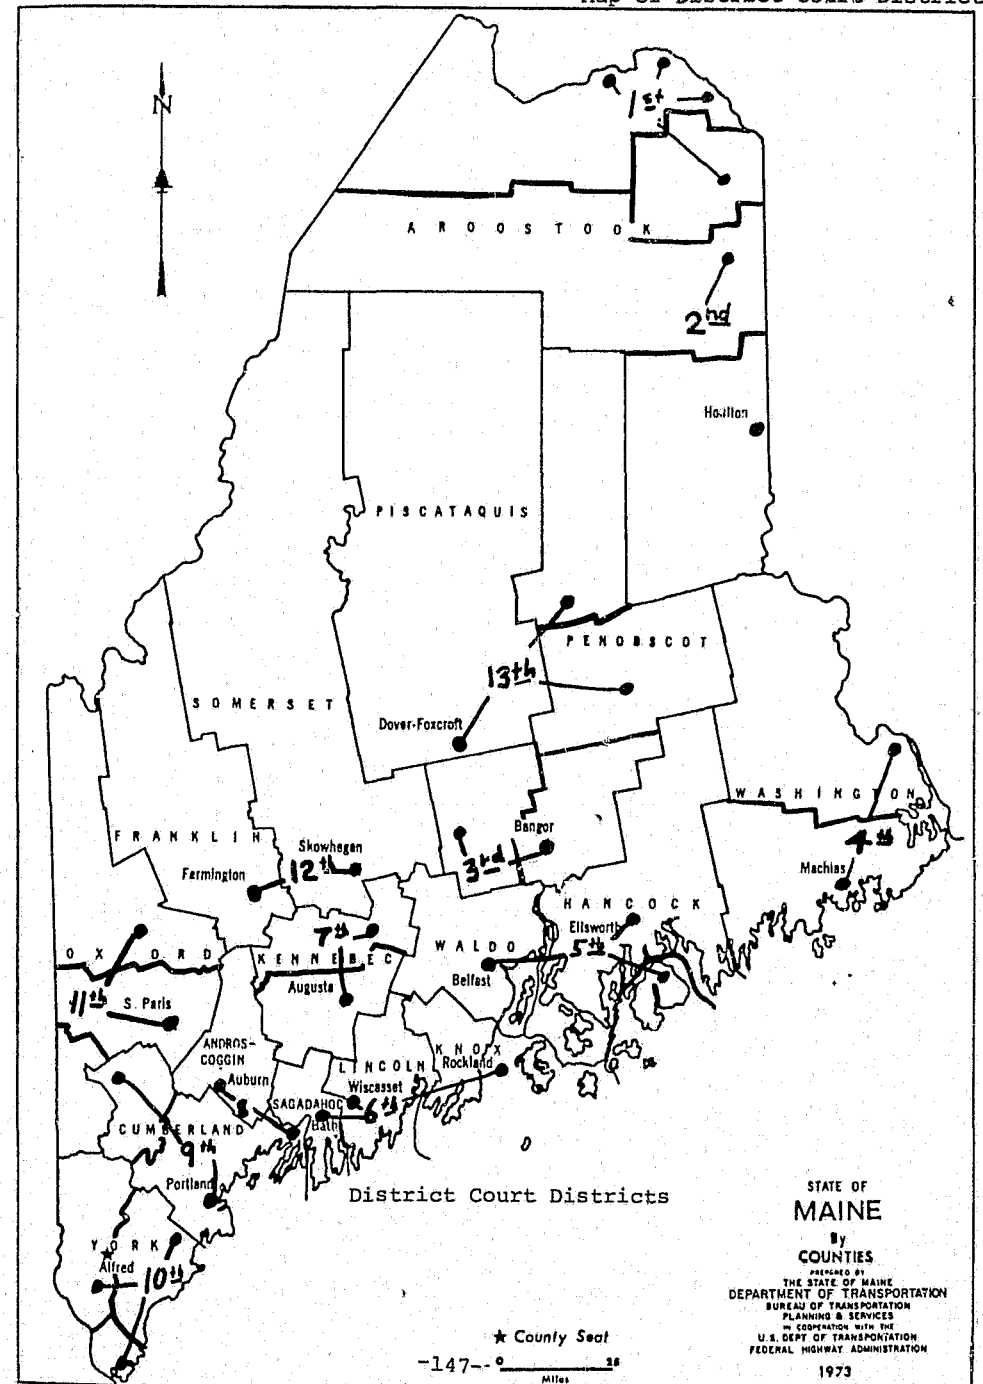 Map of District Court District
N
1st
AROOSTOOK
2nd
Houlton
PISCATAQUIS
PENOBSCOT
13th
SOMERSET
Dover-Foxcroft
WASHINGTON
FRANKLIN
Bangor
Skowhegan
3rd
4th
12th
Farmington
Machias
HANCOCK
Ellsworth
7th
OXFORD
KENNEBEC
WALDO
5th
Belfast
Augusta
11th
S. Paris
ANDROS-
COGGIN
KNOX
LINCOLN
Rockland
Auburn
Wiscasset
8
SAGADAHOC
6th
Bath
CUMBERLAND
9th
Portland
District Court Districts
YORK
Alfred
10th
STATE OF
MAINE
By
COUNTIES
PREPARED BY
THE STATE OF MAINE
DEPARTMENT OF TRANSPORTATION
BUREAU OF TRANSPORTATION
PLANNING & SERVICES
IN COOPERATION WITH THE
U.S. DEPT OF TRANSPORTATION
FEDERAL HIGHWAY ADMINISTRATION
1973
★ County Seat
-147-
0 25
Miles